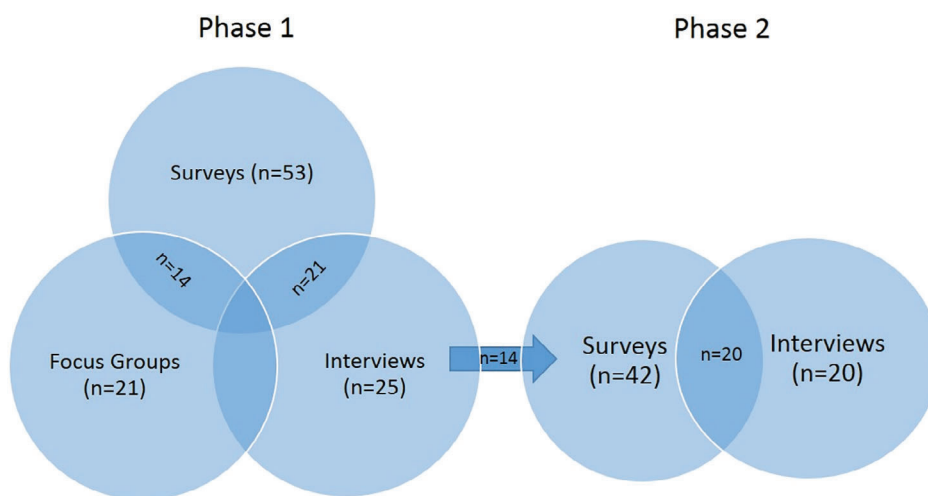 Phase 1
Phase 2
Surveys (n=53)
n=14
n=21
Focus Groups
(n=21)
Interviews
(n=25)
n=14
Surveys
(n=42)
n=20
Interviews
(n=20)